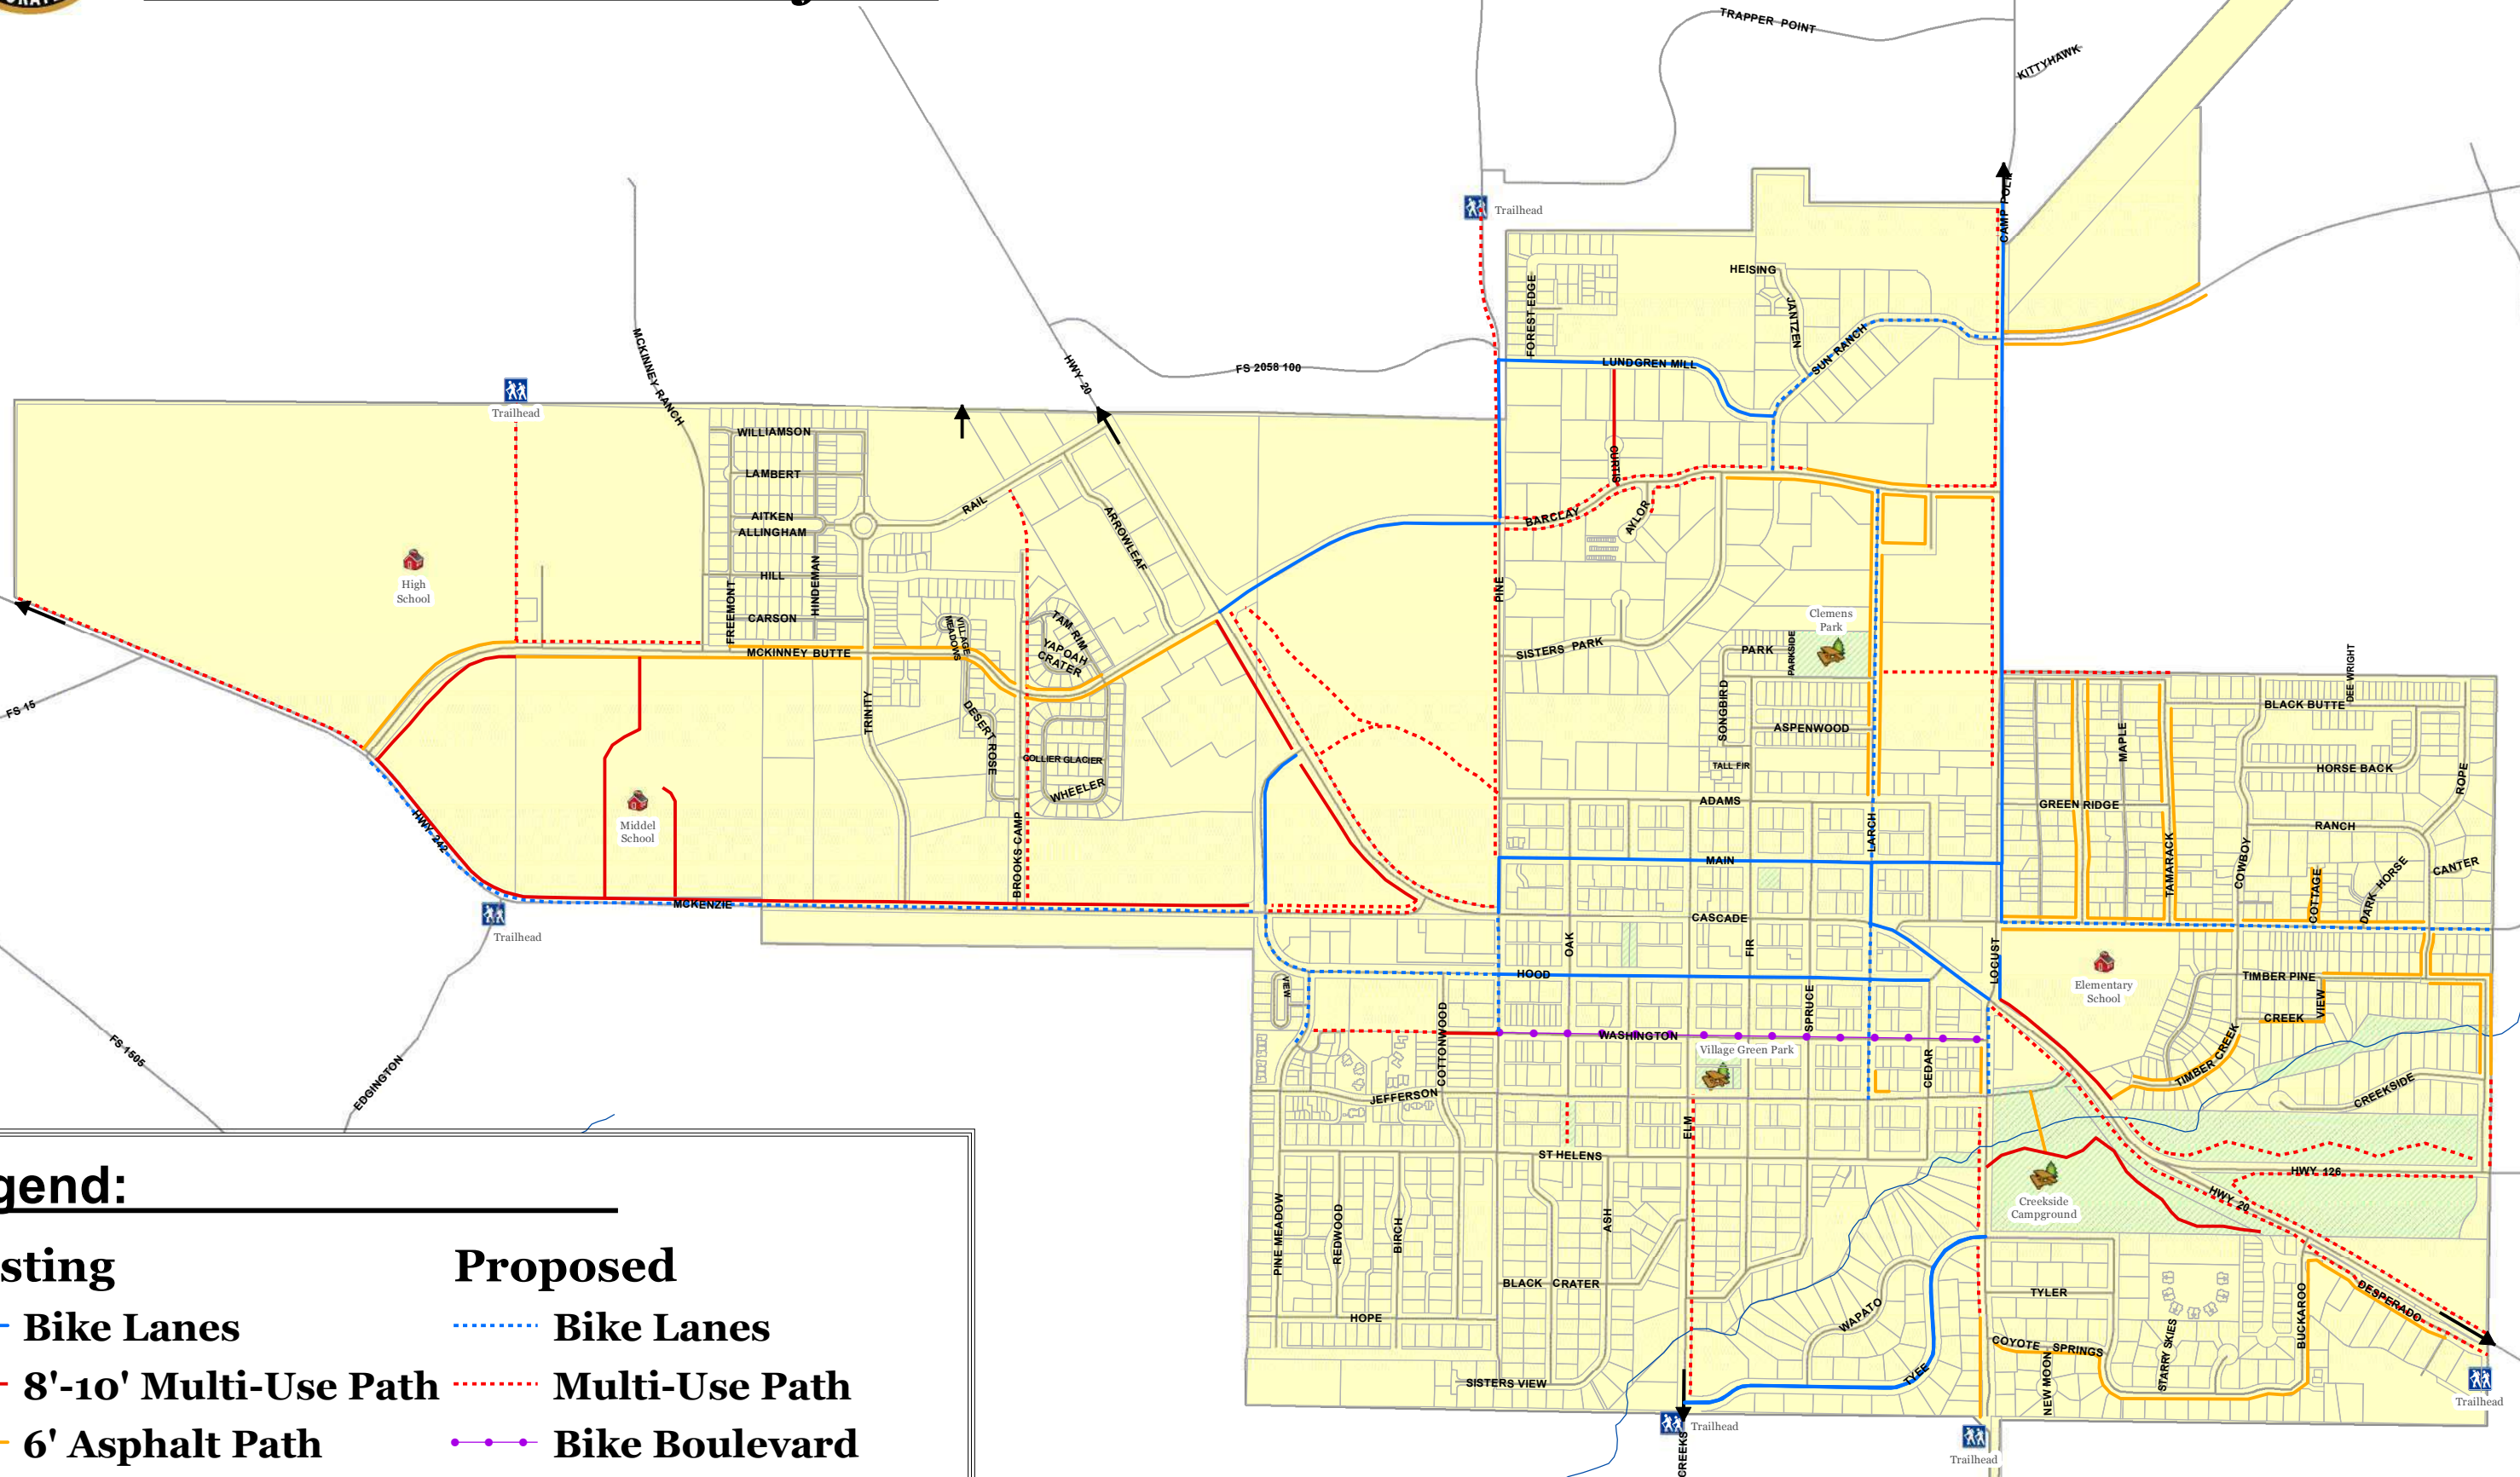 TRAPPER POINT
KITTYHAWK
CAMP POLK
Trailhead
HEISING
FOREST EDGE
JANTZEN
MCKINNEY RANCH
HWY 20
FS 2058 100
LUNDGREN MILL
SUN RANCH
Trailhead
WILLIAMSON
LAMBERT
CURTIS
AITKEN
ALLINGHAM
RAIL
ARROWLEAF
BARCLAY
AYLOR
High
School
HILL
HINDEMAN
FREEMONT
CARSON
PINE
VILLAGE
MEADOWS
TAM RIM
YAPOAH
CRATER
MCKINNEY BUTTE
Clemens
Park
SISTERS PARK
PARK
PARKSIDE
DEE WRIGHT
FS 15
TRINITY
DESERT ROSE
SONGBIRD
ASPENWOOD
MAPLE
BLACK BUTTE
COLLIER GLACIER
TALL FIR
HORSE BACK
ROPE
WHEELER
ADAMS
GREEN RIDGE
HWY 242
Middel
School
BROOKS CAMP
LARCH
RANCH
MAIN
TAMARACK
COWBOY
COTTAGE
DARK HORSE
CANTER
MCKENZIE
CASCADE
Trailhead
OAK
FIR
LOCUST
HOOD
VIEW
Elementary
School
TIMBER PINE
VIEW
SPRUCE
CREEK
COTTONWOOD
WASHINGTON
Village Green Park
FS 1505
EDGINGTON
CEDAR
TIMBER CREEK
CREEKSIDE
JEFFERSON
ELM
ST HELENS
HWY 126
gend:
Creekside
Campground
HWY 20
PINE MEADOW
REDWOOD
BIRCH
ASH
sting
Proposed
BLACK CRATER
TYLER
DESPERADO
HOPE
WAPATO
BUCKAROO
Bike Lanes
Bike Lanes
COYOTE SPRINGS
STARRY SKIES
TYEE
NEW MOON
8'-10' Multi-Use Path
Multi-Use Path
SISTERS VIEW
Trailhead
Trailhead
6' Asphalt Path
Bike Boulevard
CREEKS
Trailhead